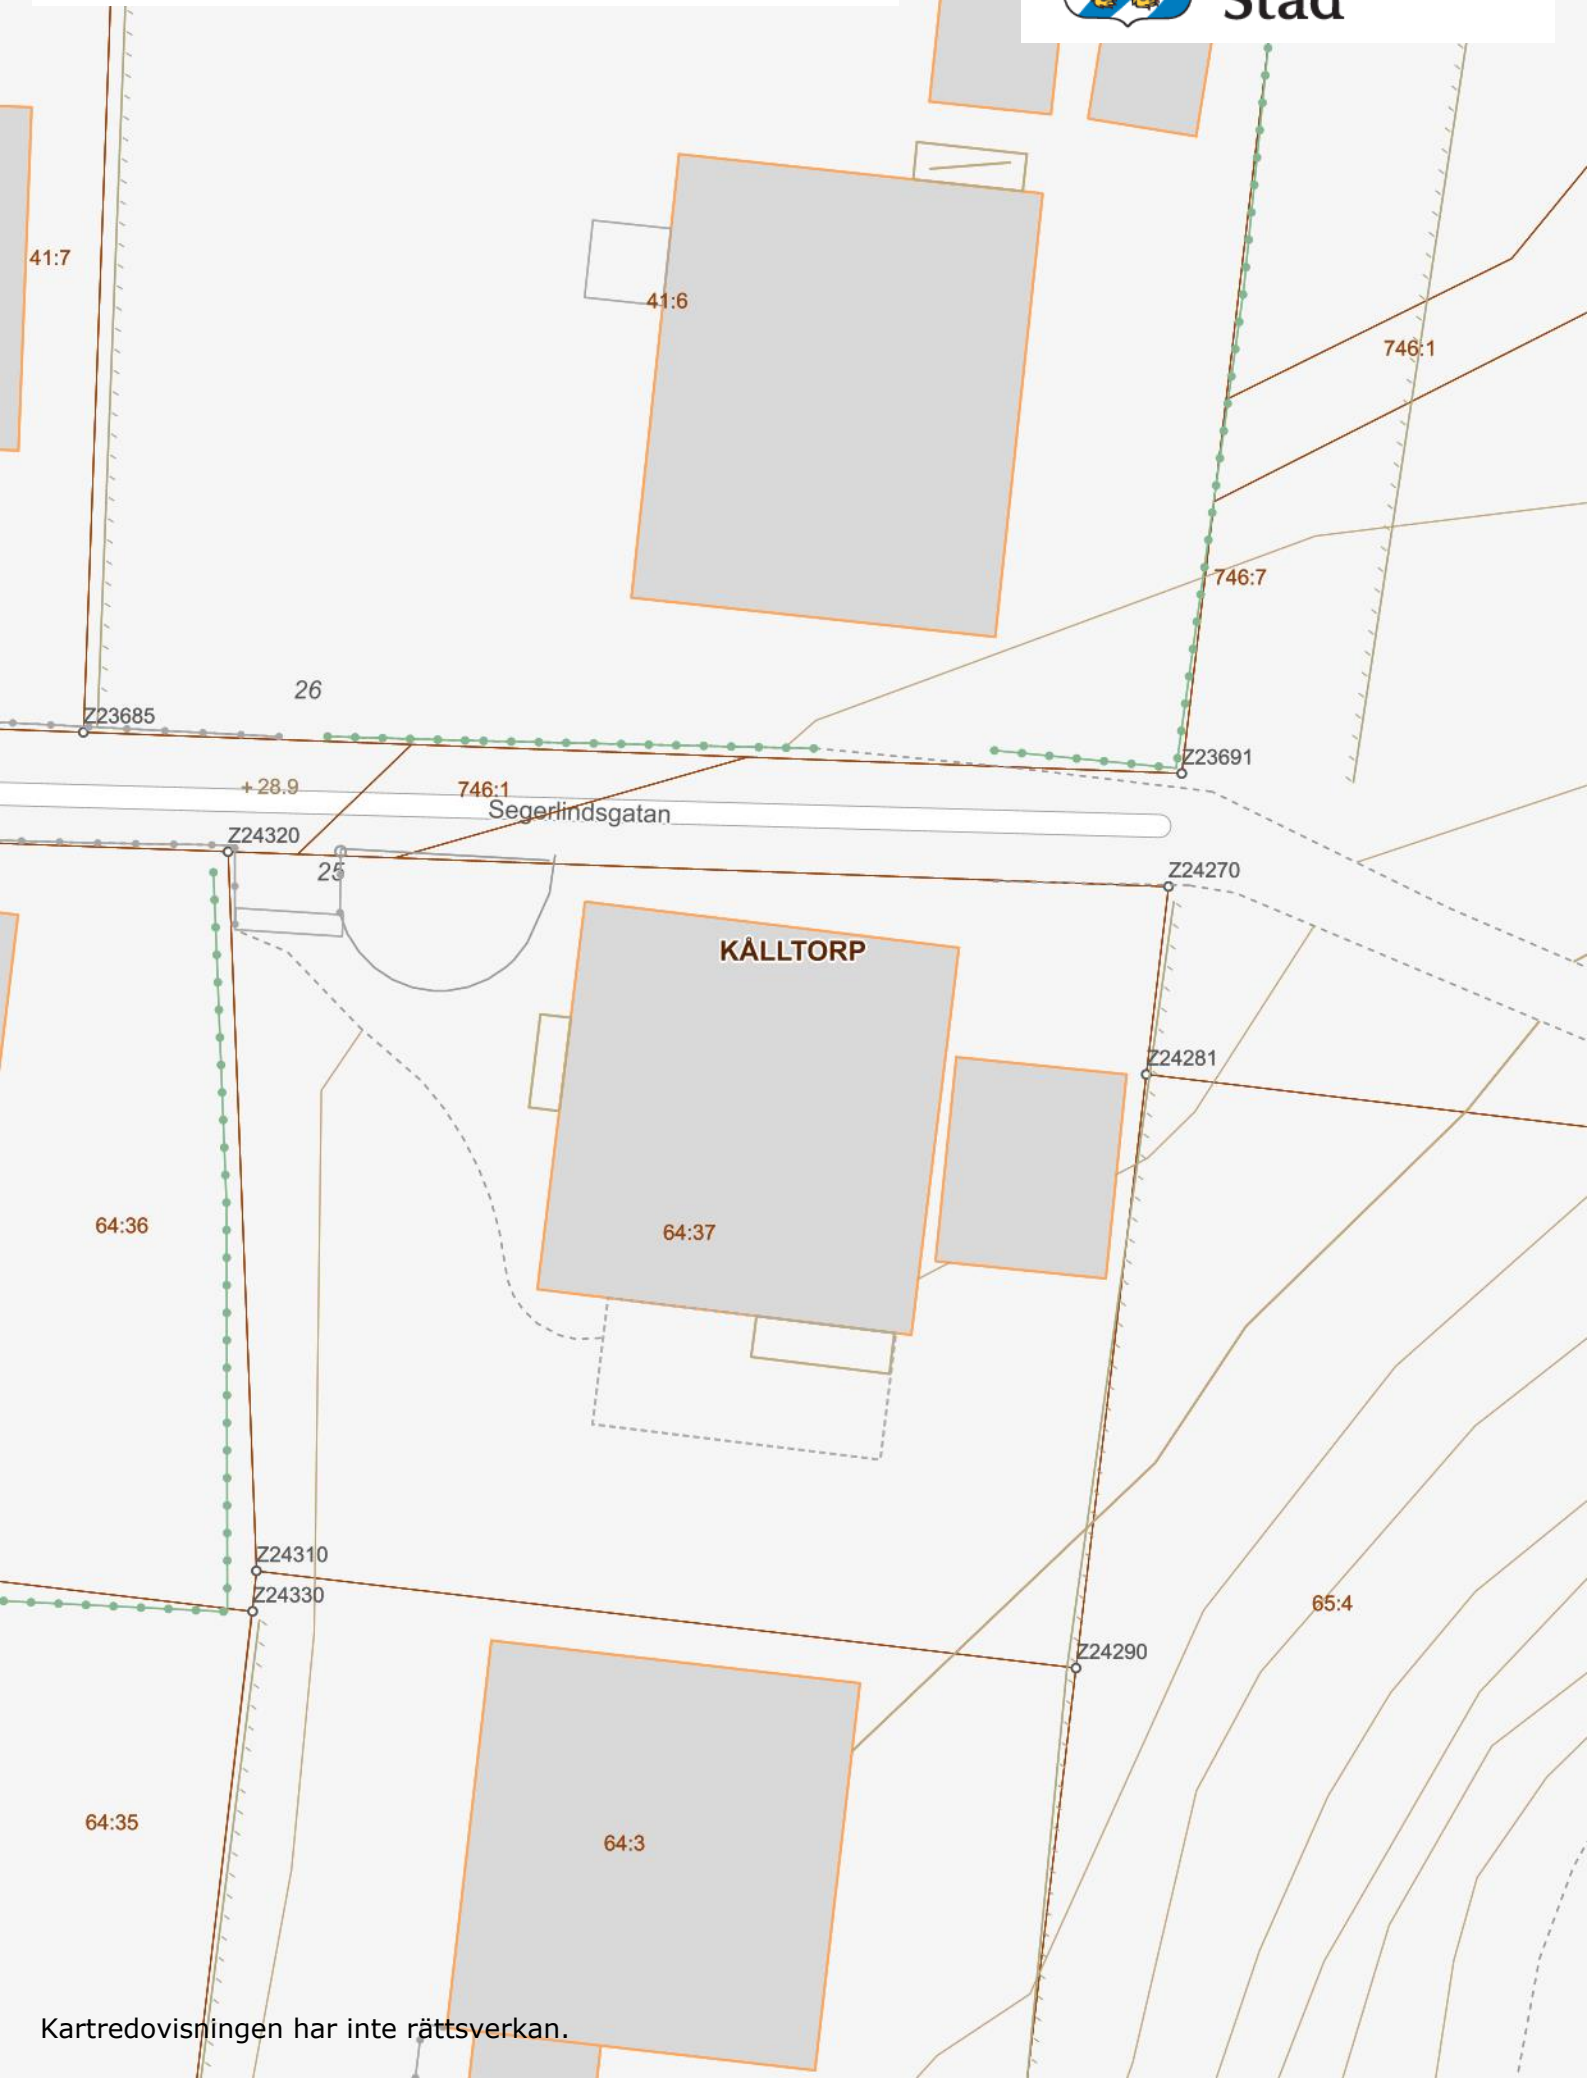 Stad
41:7
41:6
746:1
746:7
26
Z23685
Z23691
+28.9
746:1
Segerlindsgatan
Z24320
25
Z24270
KÅLLTORP
Z24281
64:36
64:37
Z24310
Z24330
65:4
Z24290
64:35
64:3
Kartredovisningen har inte rättsverkan.